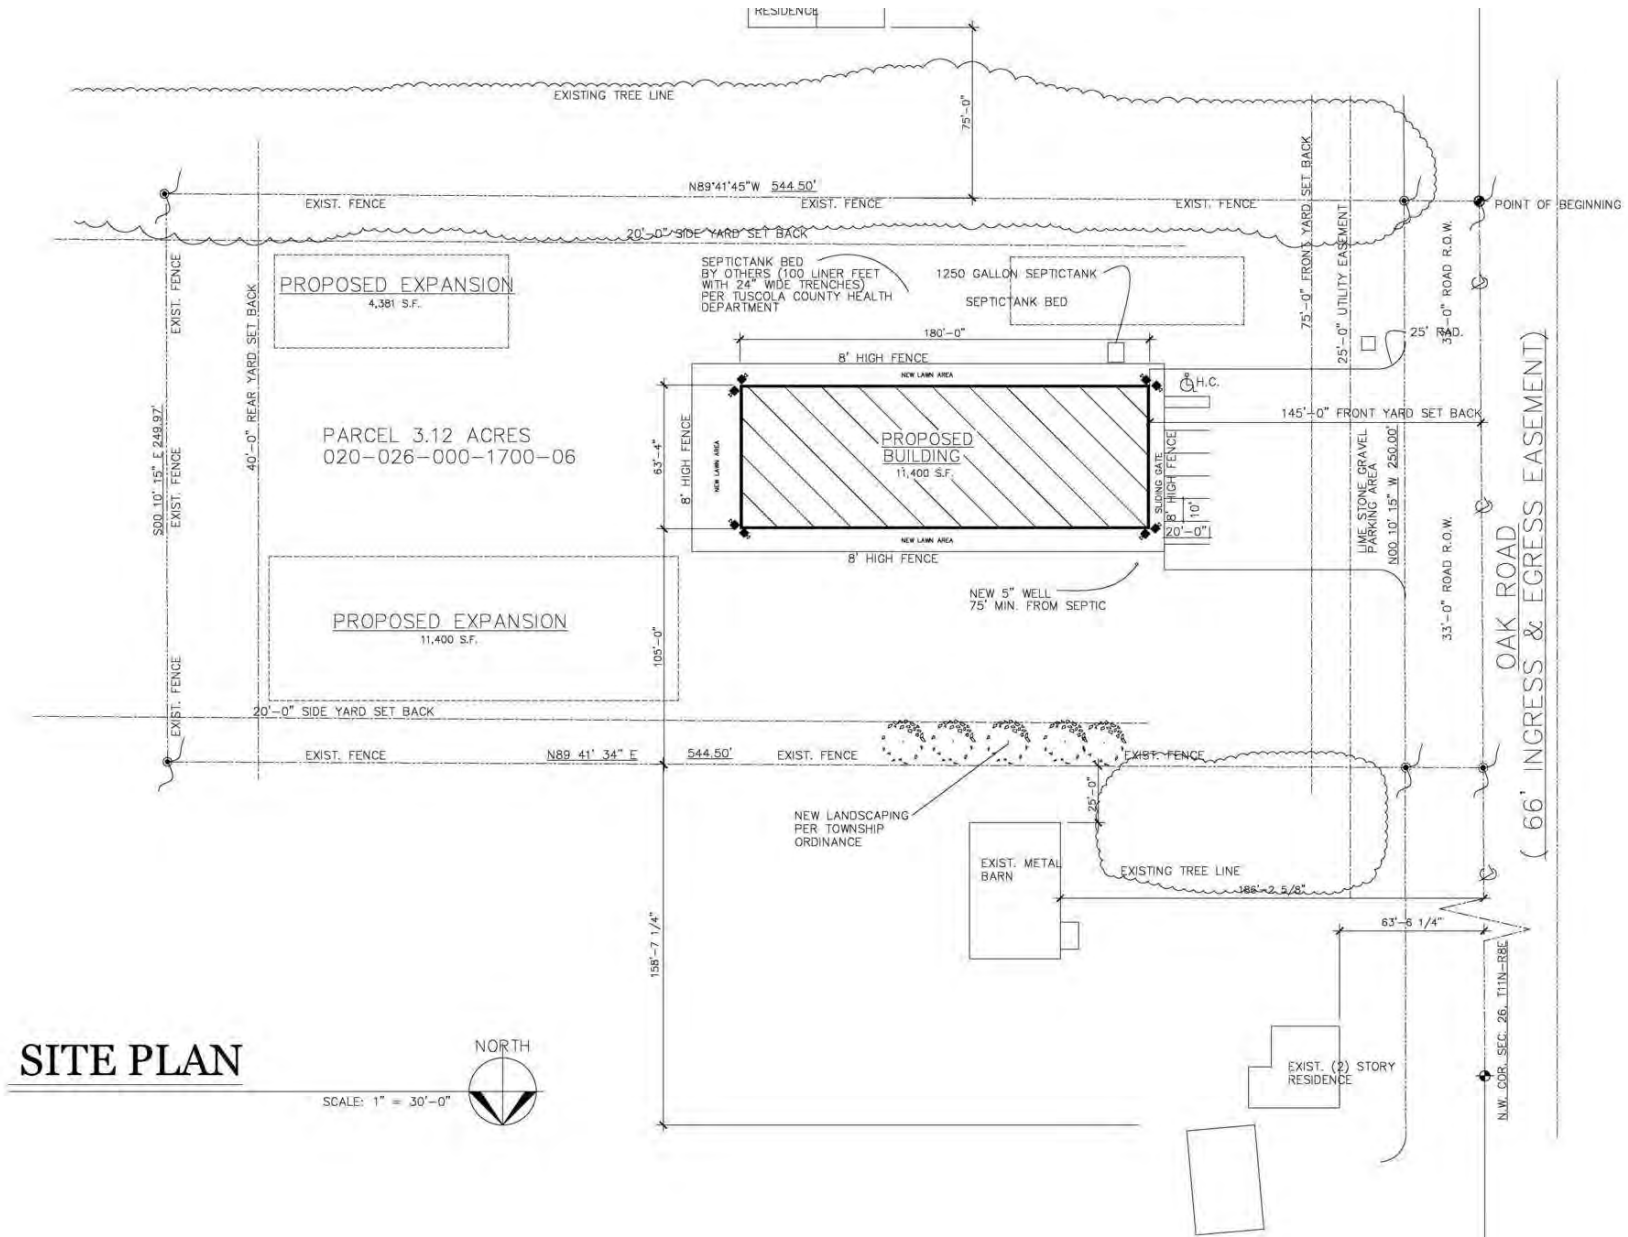 RESIDENCE
EXISTING TREE LINE
75'-0"
N89°41'45"W 544.50'
EXIST. FENCE
EXIST. FENCE
EXIST. FENCE
POINT OF BEGINNING
20'-0" SIDE YARD SET BACK
75'-0" FRONT YARD SET BACK
25'-0" UTILITY EASEMENT
33'-0" ROAD R.O.W.
EXIST. FENCE
40'-0" REAR YARD SET BACK
PROPOSED EXPANSION
4,381 S.F.
SEPTICTANK BED
BY OTHERS (100 LINER FEET
WITH 24" WIDE TRENCHES)
PER TUSCOLA COUNTY HEALTH
DEPARTMENT
1250 GALLON SEPTICTANK
SEPTICTANK BED
180'-0"
25' RAD.
8' HIGH FENCE
NEW LAWN AREA
H.C.
145'-0" FRONT YARD SET BACK
S00 10' 15" E 249.97'
EXIST. FENCE
PARCEL 3.12 ACRES
020-026-000-1700-06
8' HIGH FENCE
63'-4"
NEW LAWN AREA
PROPOSED
BUILDING
11,400 S.F.
SLIDING GATE
8' HIGH FENCE
10'
20'-0"
LIME STONE GRAVEL
PARKING AREA
N00 10' 15" W 250.00'
NEW LAWN AREA
8' HIGH FENCE
33'-0" ROAD R.O.W.
OAK ROAD
( 66' INGRESS & EGRESS EASEMENT)
NEW 5" WELL
75' MIN. FROM SEPTIC
PROPOSED EXPANSION
11,400 S.F.
105'-0"
EXIST. FENCE
20'-0" SIDE YARD SET BACK
EXIST. FENCE
N89 41' 34" E 544.50'
EXIST. FENCE
EXIST. FENCE
25'-0"
NEW LANDSCAPING
PER TOWNSHIP
ORDINANCE
EXIST. METAL
BARN
EXISTING TREE LINE
186'-2 5/8"
63'-6 1/4"
158'-7 1/4"
N.W. COR. SEC. 26, T11N-R8E
EXIST. (2) STORY
RESIDENCE
SITE PLAN
NORTH
SCALE: 1" = 30'-0"